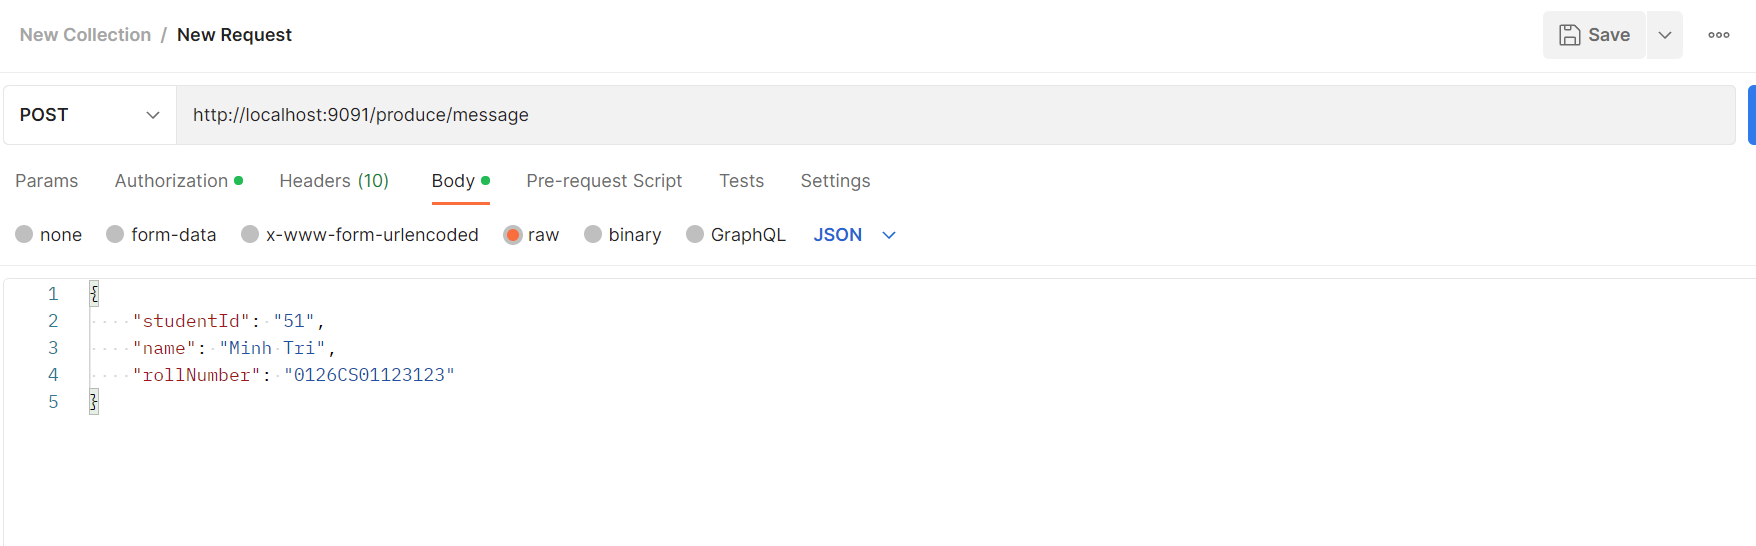 New Collection / New Request
Save
POST http://localhost:9091/produce/message
Params Authorization Headers (10) Body Pre-request Script Tests Settings
none form-data x-www-form-urlencoded raw binary GraphQL JSON
1 {
2 "studentId": "51",
3 "name": "Minh Tri",
4 "rollNumber": "0126CS01123123"
5 }